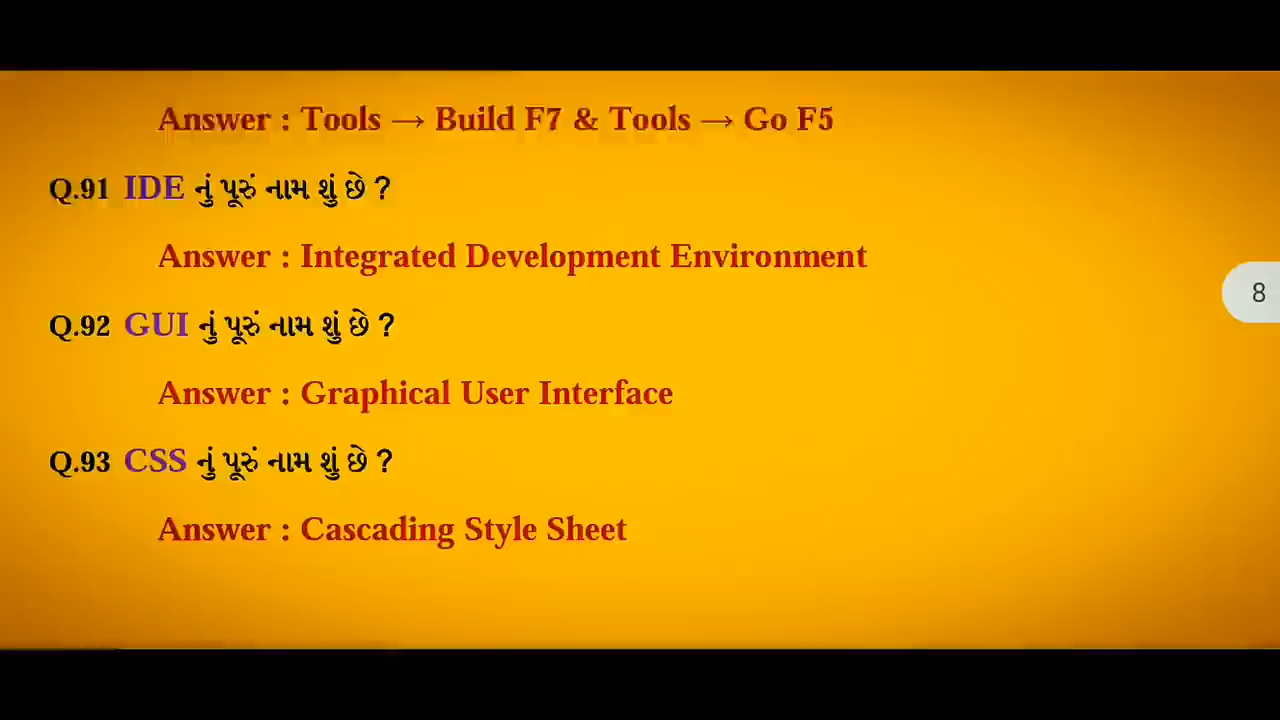 Answer : Tools → Build F7 & Tools → Go F5
Q.91 IDE નું પૂરું નામ શું છે ?
Answer : Integrated Development Environment
8
Q.92 GUI નું પૂરું નામ શું છે ?
Answer : Graphical User Interface
Q.93 CSS નું પૂરું નામ શું છે ?
Answer : Cascading Style Sheet